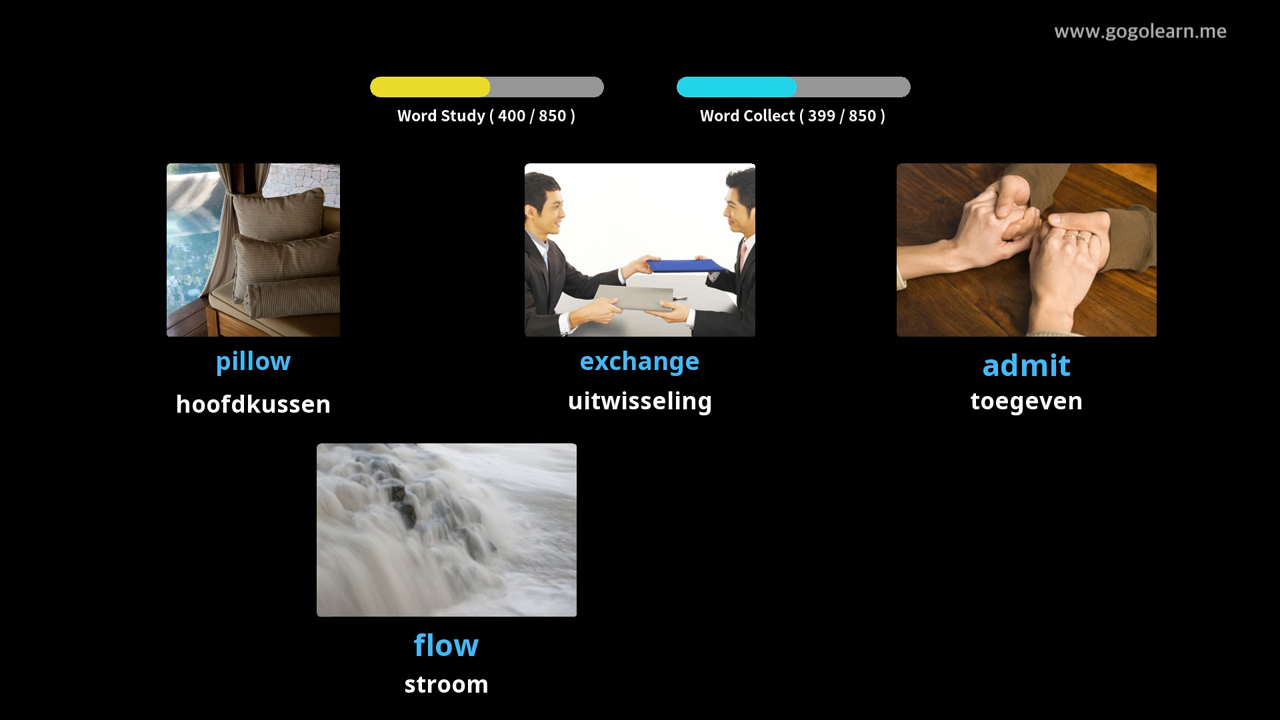 www.gogolearn.me
Word Study ( 400 / 850 )
Word Collect ( 399 / 850 )
pillow
hoofdkussen
exchange
uitwisseling
admit
toegeven
flow
stroom